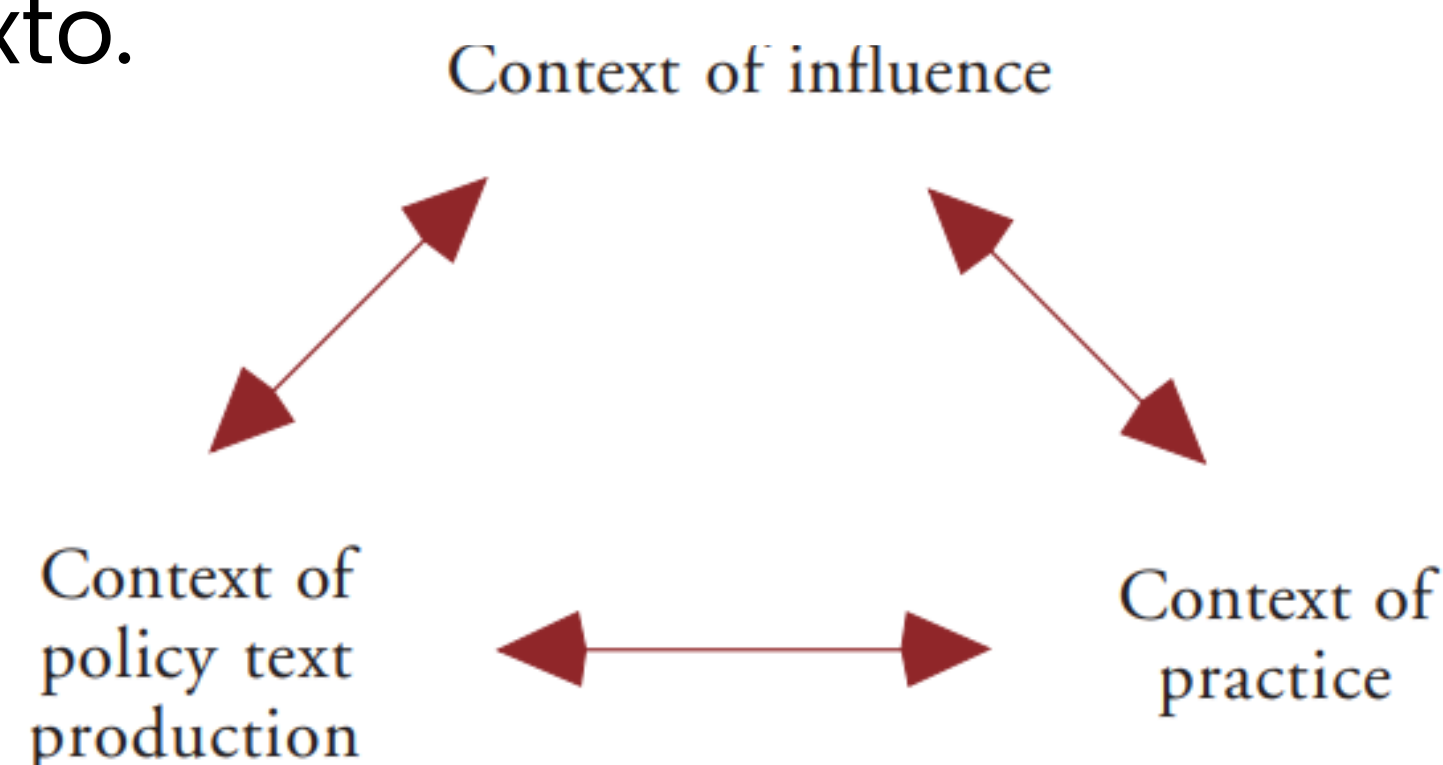 xto.
Context of influence
Context of
policy text
production
Context of
practice